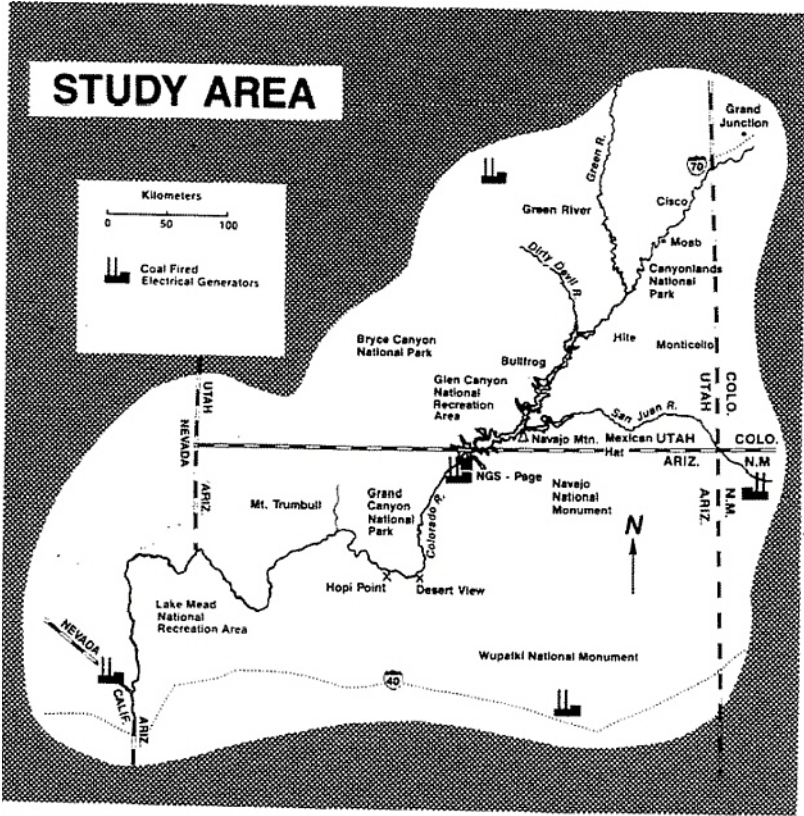 STUDY AREA
Grand
Junction
70
Green R.
Kilometers
0 50 100
Coal Fired
Electrical Generators
Green River
Cisco
Moab
Dirty Devil R.
Canyonlands
National
Park
Bryce Canyon
National Park
Hite
Monticello
Bullfrog
Glen Canyon
National
Recreation
Area
COLO.
UTAH
UTAH
NEVADA
ARIZ.
San Juan R.
Navajo Mtn.
Mexican
Hat
UTAH
COLO.
ARIZ.
N.M
NGS - Page
Navajo
National
Monument
N.M.
ARIZ.
Mt. Trumbull
Grand
Canyon
National
Park
Colorado R.
N
Hopi Point
Desert View
Lake Mead
National
Recreation Area
NEVADA
CALIF.
ARIZ.
Wupatki National Monument
40